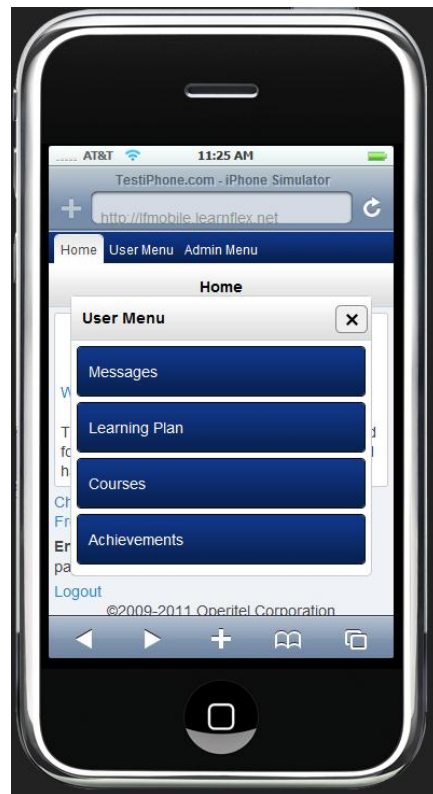 AT&T 11:25 AM
TestiPhone.com - iPhone Simulator
http://lfmobile.learnflex.net
Home User Menu Admin Menu
Home
User Menu
Messages
Learning Plan
Courses
Achievements
Logout
©2009-2011 Operitel Corporation